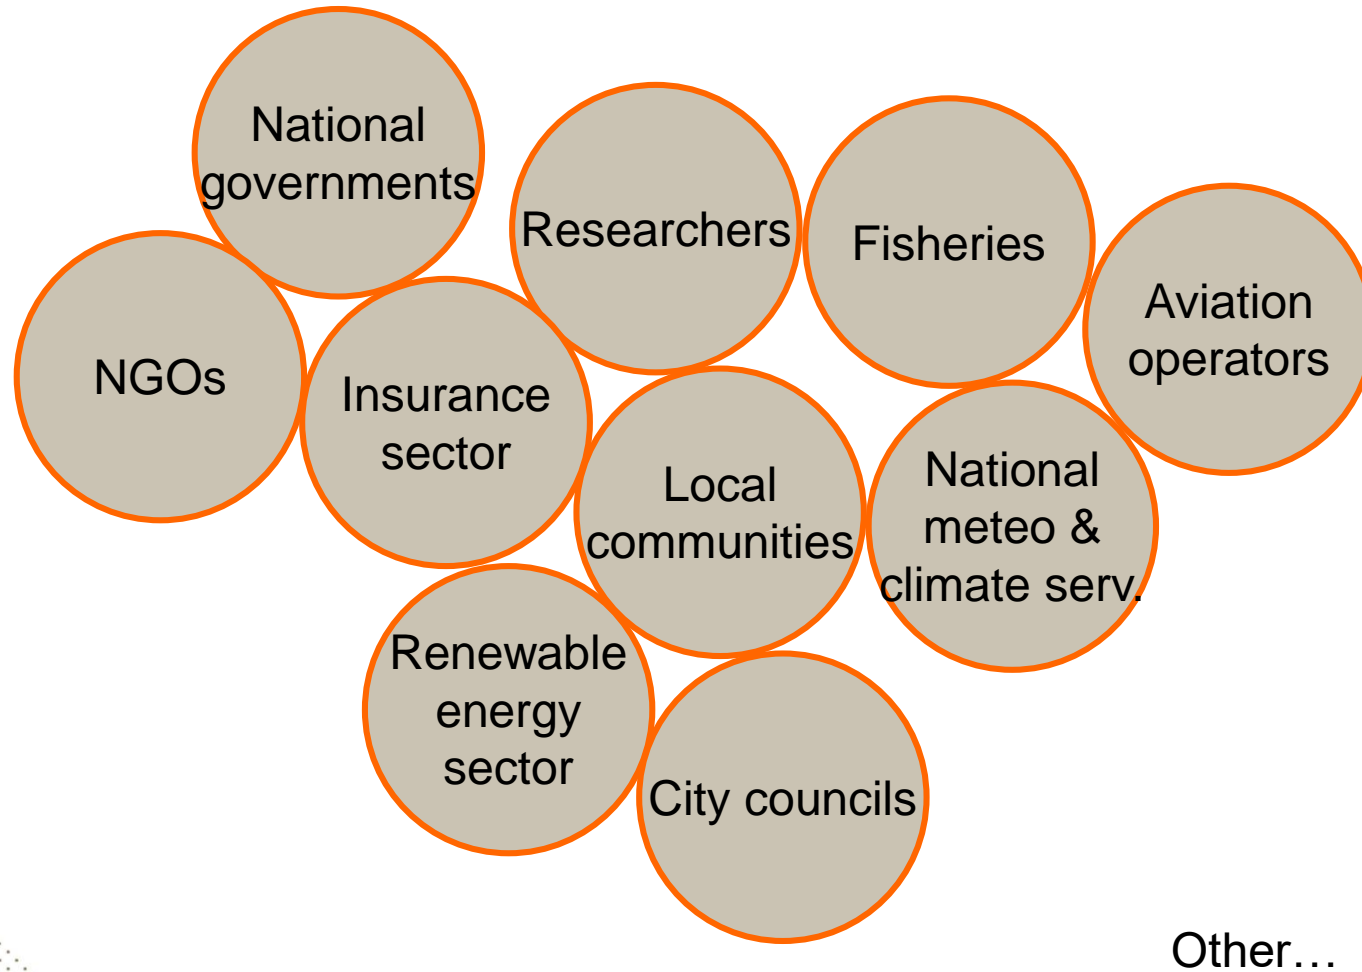 National
governments
Researchers
Fisheries
Aviation
operators
NGOs
Insurance
sector
Local
communities
National
meteo &
climate serv.
Renewable
energy
sector
City councils
Other…